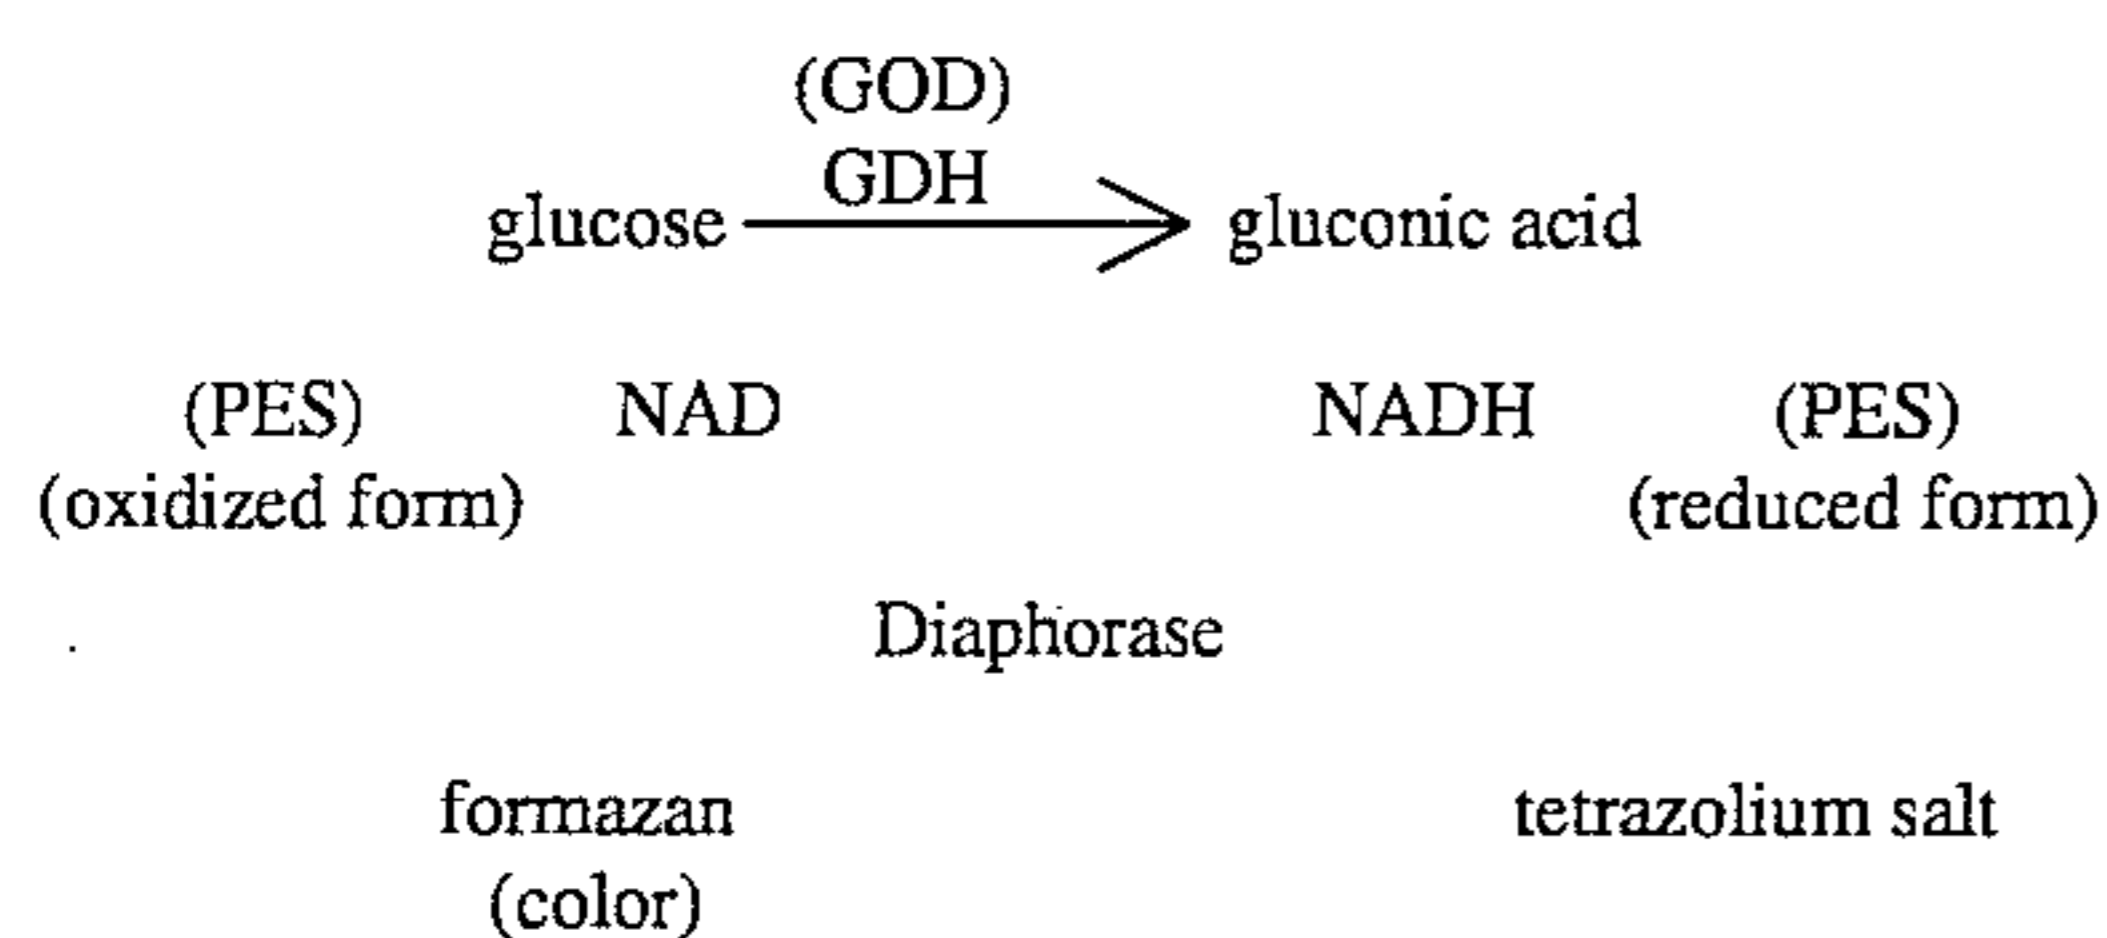 (GOD)
GDH
glucose gluconic acid
(PES) NAD NADH (PES)
(oxidized form) (reduced form)
Diaphorase
formazan tetrazolium salt
(color)